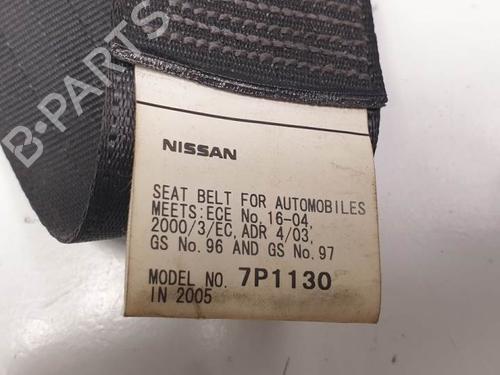 B-PARTS
NISSAN
SEAT BELT FOR AUTOMOBILES
MEETS:ECE No.16-04,
2000/3/EC, ADR 4/03,
GS No.96 AND GS No.97
MODEL NO. 7P1130
IN 2005